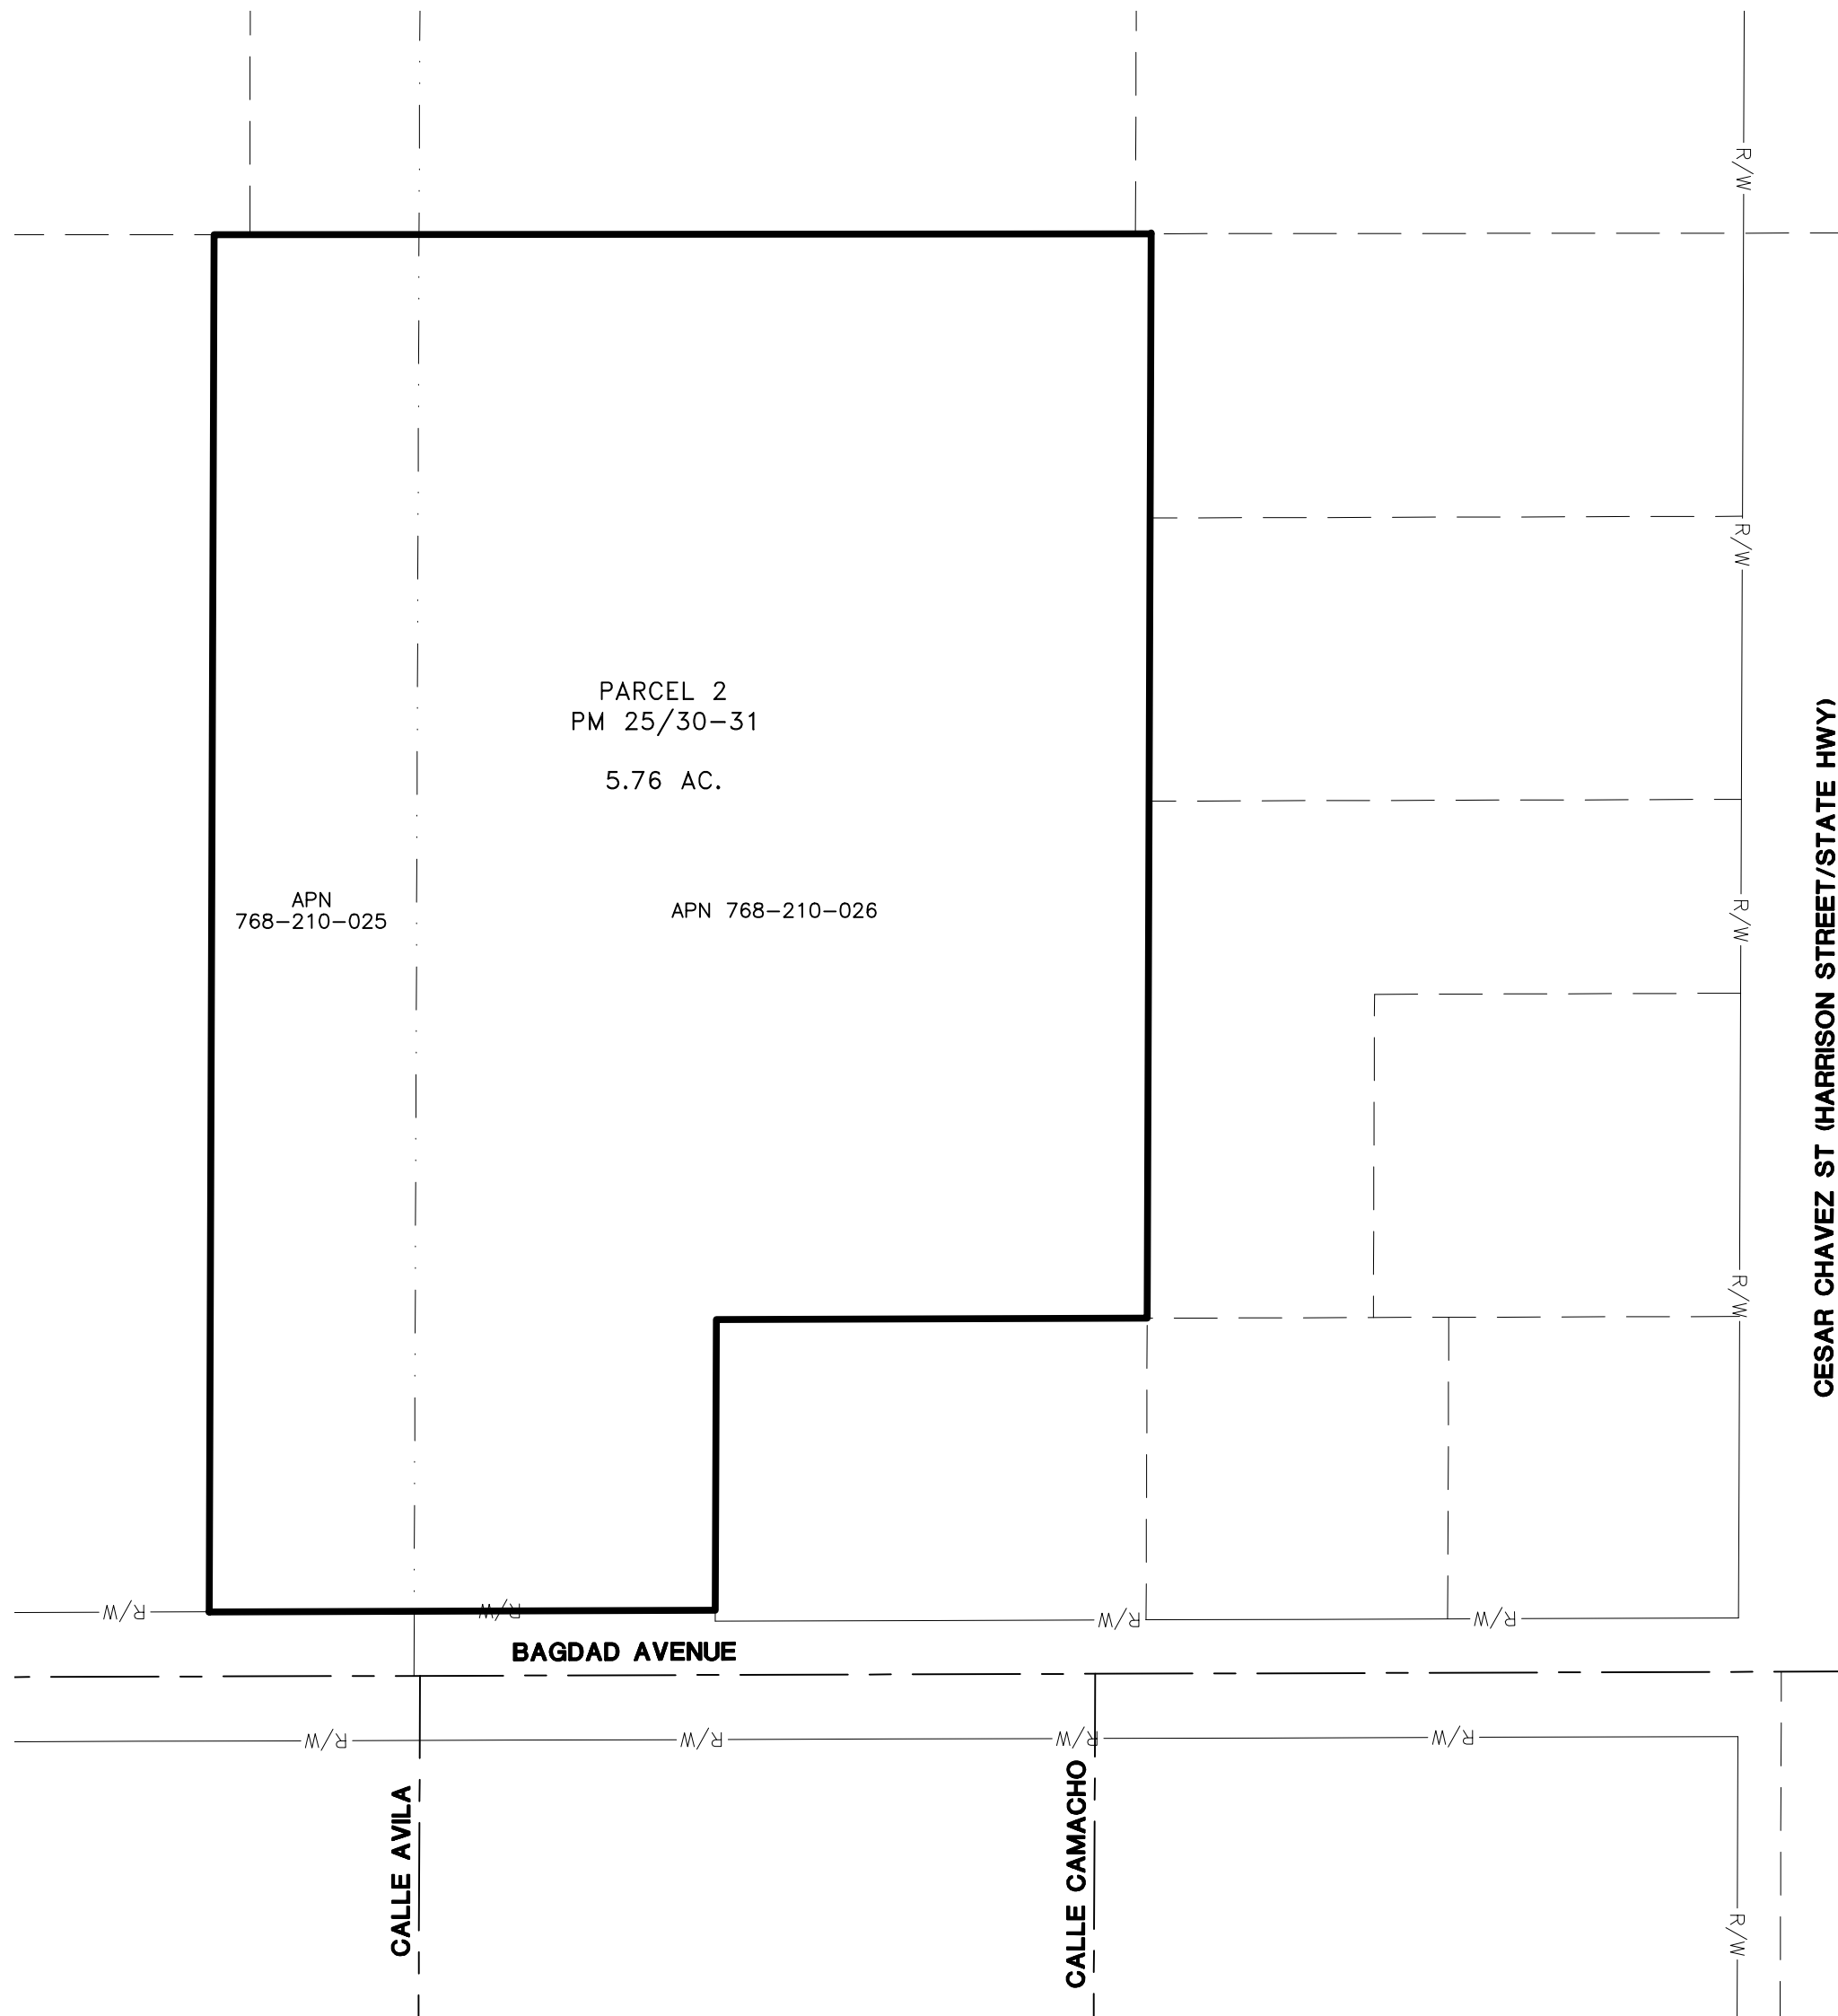 R/W
R/W
PARCEL 2
PM 25/30-31
5.76 AC.
APN
768-210-025
APN 768-210-026
R/W
CESAR CHAVEZ ST (HARRISON STREET/STATE HWY)
R/W
R/W
R/W
R/W
R/W
BAGDAD AVENUE
R/W
R/W
R/W
R/W
CALLE AVILA
CALLE CAMACHO
R/W